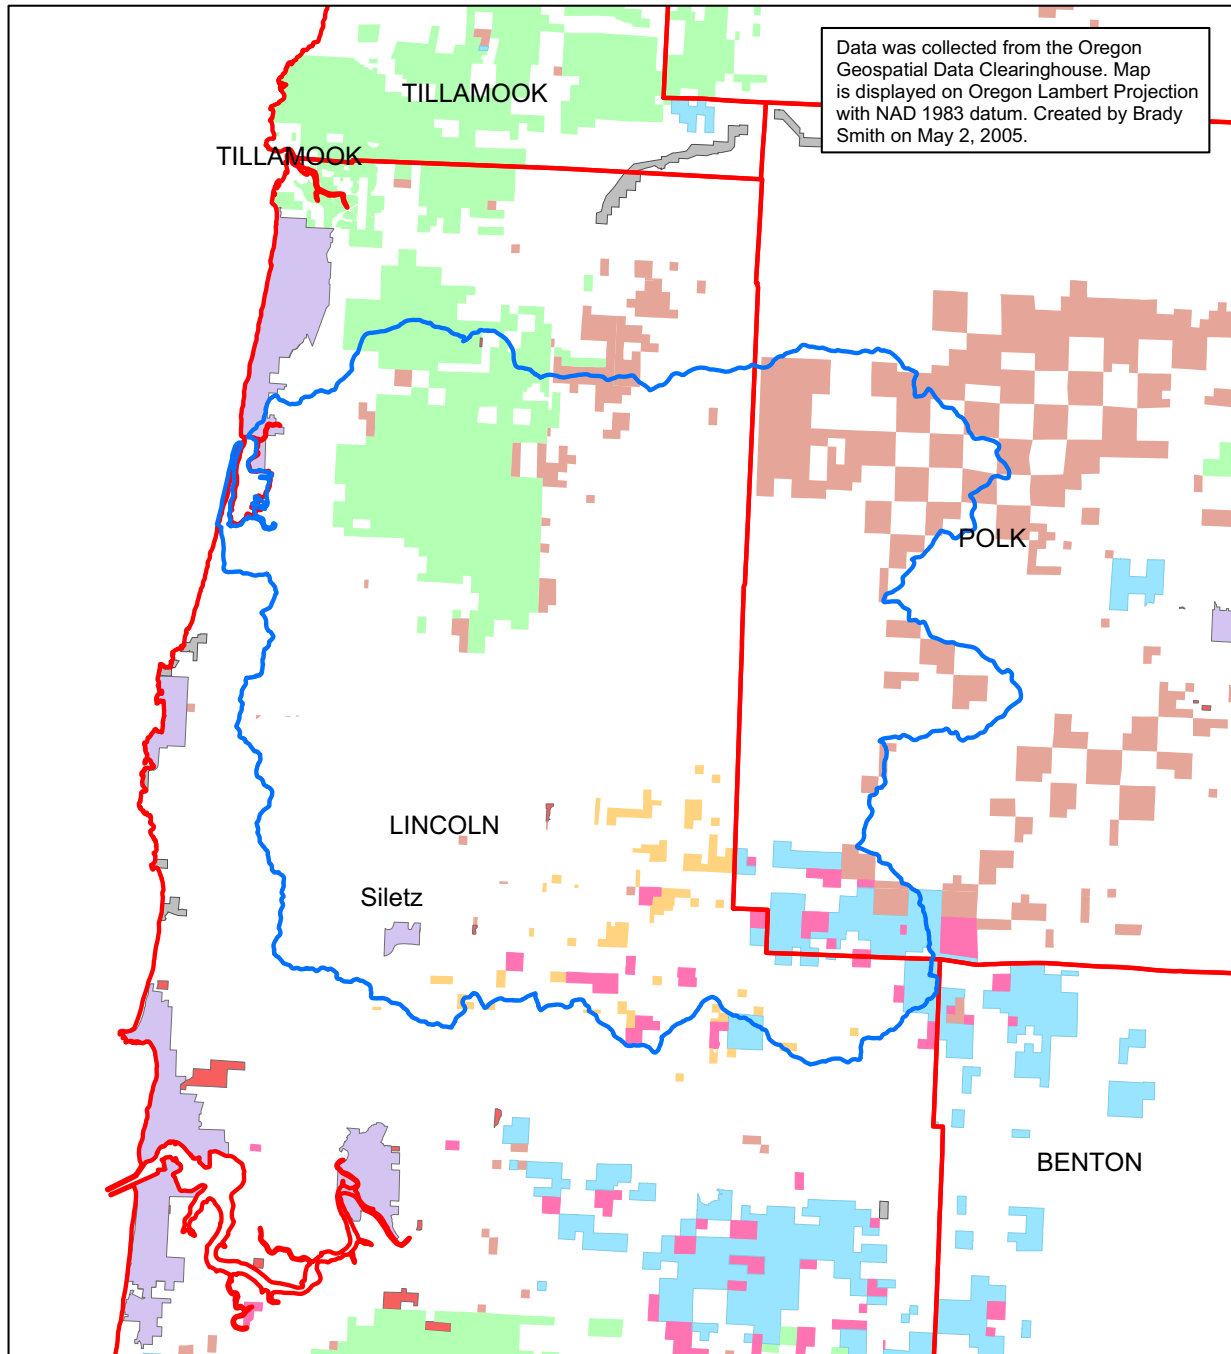 Data was collected from the Oregon
Geospatial Data Clearinghouse. Map
is displayed on Oregon Lambert Projection
with NAD 1983 datum. Created by Brady
Smith on May 2, 2005.
TILLAMOOK
TILLAMOOK
POLK
LINCOLN
Siletz
BENTON